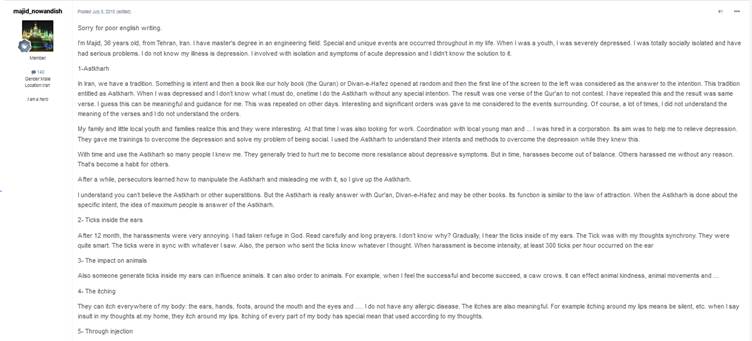 majid_nowandish
Posted July 5, 2015 (edited)
Member
140
Gender:Male
Location:Iran
I am a hero
Sorry for poor english writing.
I'm Majid, 36 years old, from Tehran, Iran. I have master's degree in an engineering field. Special and unique events are occurred throughout in my life. When I was a youth, I was severely depressed. I was totally socially isolated and have
had serious problems. I do not know my illness is depression. I involved with isolation and symptoms of acute depression and I didn't know the solution to it.
1-Astkharh
In Iran, we have a tradition. Something is intent and then a book like our holy book (the Quran) or Divan-e-Hafez opened at random and then the first line of the screen to the left was considered as the answer to the intention. This tradition
entitled as Astkharh. When I was depressed and I don't know what I must do, onetime I do the Astkharh without any special intention. The result was one verse of the Qur'an to not contest. I have repeated this and the result was same
verse. I guess this can be meaningful and guidance for me. This was repeated on other days. Interesting and significant orders was gave to me considered to the events surrounding. Of course, a lot of times, I did not understand the
meaning of the verses and I do not understand the orders.
My family and little local youth and families realize this and they were interesting. At that time I was also looking for work. Coordination with local young man and ... I was hired in a corporation. Its aim was to help me to relieve depression.
They gave me trainings to overcome the depression and solve my problem of being social. I used the Astkharh to understand their intents and methods to overcome the depression while they knew this.
With time and use the Astkharh so many people I knew me. They generally tried to hurt me to become more resistance about depressive symptoms. But in time, harasses become out of balance. Others harassed me without any reason.
That's become a habit for others.
After a while, persecutors learned how to manipulate the Astkharh and misleading me with it, so I give up the Astkharh.
I understand you can't believe the Astkharh or other superstitions. But the Astkharh is really answer with Qur'an, Divan-e-Hafez and may be other books. Its function is similar to the law of attraction. When the Astkharh is done about the
specific intent, the idea of maximum people is answer of the Astkharh.
2- Ticks inside the ears
After 12 month, the harassments were very annoying. I had taken refuge in God. Read carefully and long prayers. I don't know why? Gradually, I hear the ticks inside of my ears. The Tick was with my thoughts synchrony. They were
quite smart. The ticks were in sync with whatever I saw. Also, the person who sent the ticks know whatever I thought. When harassment is become intensity, at least 300 ticks per hour occurred on the ear
3- The impact on animals
Also someone generate ticks inside my ears can influence animals. It can also order to animals. For example, when I feel the successful and become succeed, a caw crows. It can effect animal kindness, animal movements and ...
4- The itching
They can itch everywhere of my body: the ears, hands, foots, around the mouth and the eyes and .... I do not have any allergic disease. The itches are also meaningful. For example itching around my lips means be silent, etc. when I say
insult in my thoughts at my home, they itch around my lips. Itching of every part of my body has special mean that used according to my thoughts.
5- Through injection